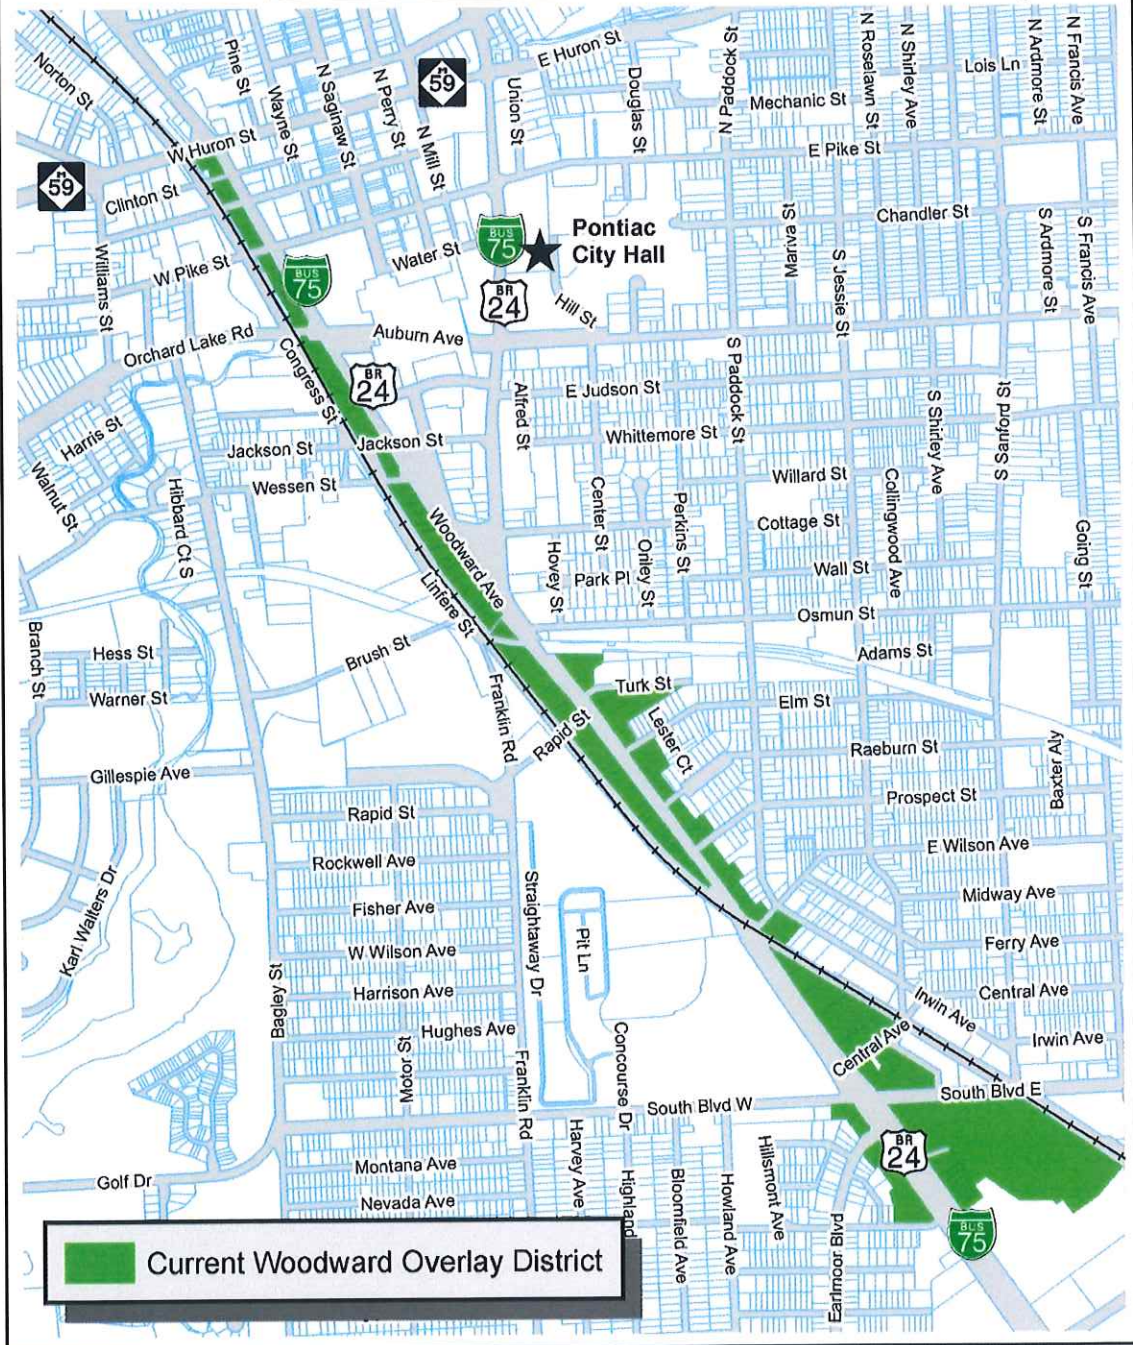 Norton St
Pine St
Wayne St
N Saginaw St
N Perry St
N Mill St
M
59
Union St
E Huron St
Douglas St
N Paddock St
Mechanic St
N Roselawn St
N Shirley Ave
Lois Ln
N Ardmore St
N Francis Ave
W Huron St
E Pike St
M
59
Clinton St
Williams St
W Pike St
BUS
75
Water St
BUS
75
Pontiac
City Hall
BR
24
Hill St
Marva St
Chandler St
S Jessie St
S Ardmore St
S Francis Ave
Orchard Lake Rd
Congress St
Auburn Ave
BR
24
Alfred St
E Judson St
S Paddock St
Whittemore St
S Shirley Ave
S Sanford St
Harris St
Walnut St
Jackson St
Jackson St
Wessen St
Hibbard Ct S
Woodward Ave
Center St
Perkins St
Willard St
Collingwood Ave
Cottage St
Going St
Hovey St
Park Pl
Onley St
Wall St
Linfere St
Osmun St
Branch St
Hess St
Brush St
Adams St
Warner St
Franklin Rd
Turk St
Elm St
Rapid St
Lester Ct
Raeburn St
Baxter Aly
Gillespie Ave
Prospect St
Rapid St
E Wilson Ave
Rockwell Ave
Karl Walters Dr
Straightaway Dr
Midway Ave
Fisher Ave
Pit Ln
Ferry Ave
W Wilson Ave
Bagley St
Harrison Ave
Irwin Ave
Central Ave
Hughes Ave
Concourse Dr
Central Ave
Irwin Ave
Motor St
Franklin Rd
South Blvd W
South Blvd E
Harvey Ave
Hillsmont Ave
BR
24
Golf Dr
Montana Ave
Highland
Bloomfield Ave
Howland Ave
Nevada Ave
Earlmoor Blvd
BUS
75
Current Woodward Overlay District